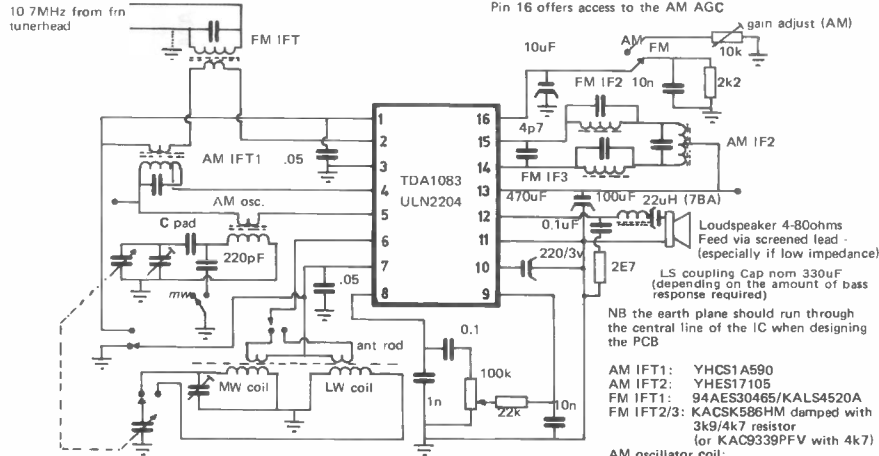 10 7MHz from frn
tunerhead
FM IFT
Pin 16 offers access to the AM AGC
gain adjust (AM)
AM
FM
10k
10uF
10n
2k2
FM IF2
4p7
AM IF2
FM IF3
AM IFT1
.05
1
2
3
4
5
6
7
8
16
15
14
13
12
11
10
9
TDA1083
ULN2204
470uF
100uF
22uH (7BA)
0.1uF
220/3v
2E7
Loudspeaker 4-80ohms
Feed via screened lead -
(especially if low impedance)
LS coupling Cap nom 330uF
(depending on the amount of bass
response required)
AM osc.
C pad
220pF
mw
.05
ant rod
MW coil
LW coil
0.1
100k
1n
22k
10n
NB the earth plane should run through
the central line of the IC when designing
the PCB
AM IFT1: YHCS1A590
AM IFT2: YHES17105
FM IFT1: 94AES30465/KALS4520A
FM IFT2/3: KACSK586HM damped with
3k9/4k7 resistor
(or KAC9339PFV with 4k7)
AM oscillator coil: